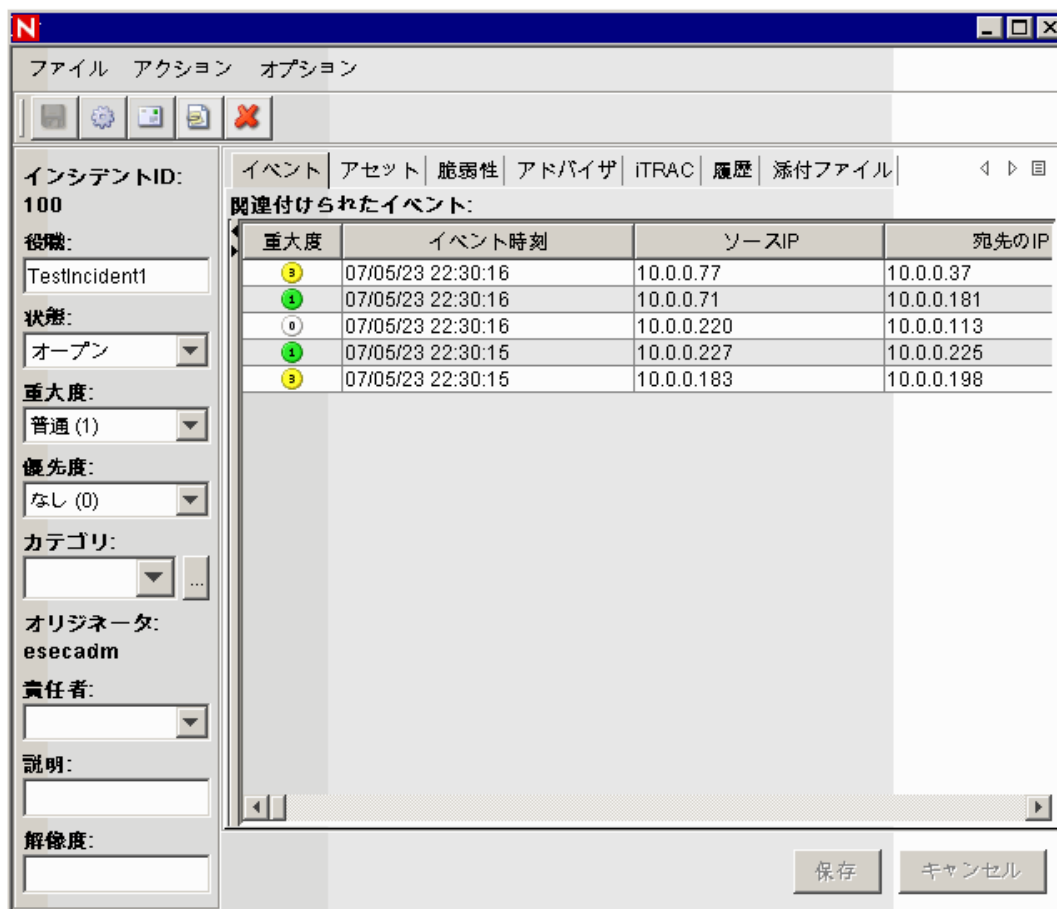 N
ファイル アクション オプション
インシデントID:
100
役職:
TestIncident1
状態:
オープン
重大度:
普通 (1)
優先度:
なし (0)
カテゴリ:
...
オリジネータ:
esecadm
責任者:
説明:
解像度:
イベント アセット 脆弱性 アドバイザ iTRAC 履歴 添付ファイル
関連付けられたイベント:
重大度 イベント時刻 ソースIP 宛先のIP
3 07/05/23 22:30:16 10.0.0.77 10.0.0.37
1 07/05/23 22:30:16 10.0.0.71 10.0.0.181
0 07/05/23 22:30:16 10.0.0.220 10.0.0.113
1 07/05/23 22:30:15 10.0.0.227 10.0.0.225
3 07/05/23 22:30:15 10.0.0.183 10.0.0.198
保存 キャンセル